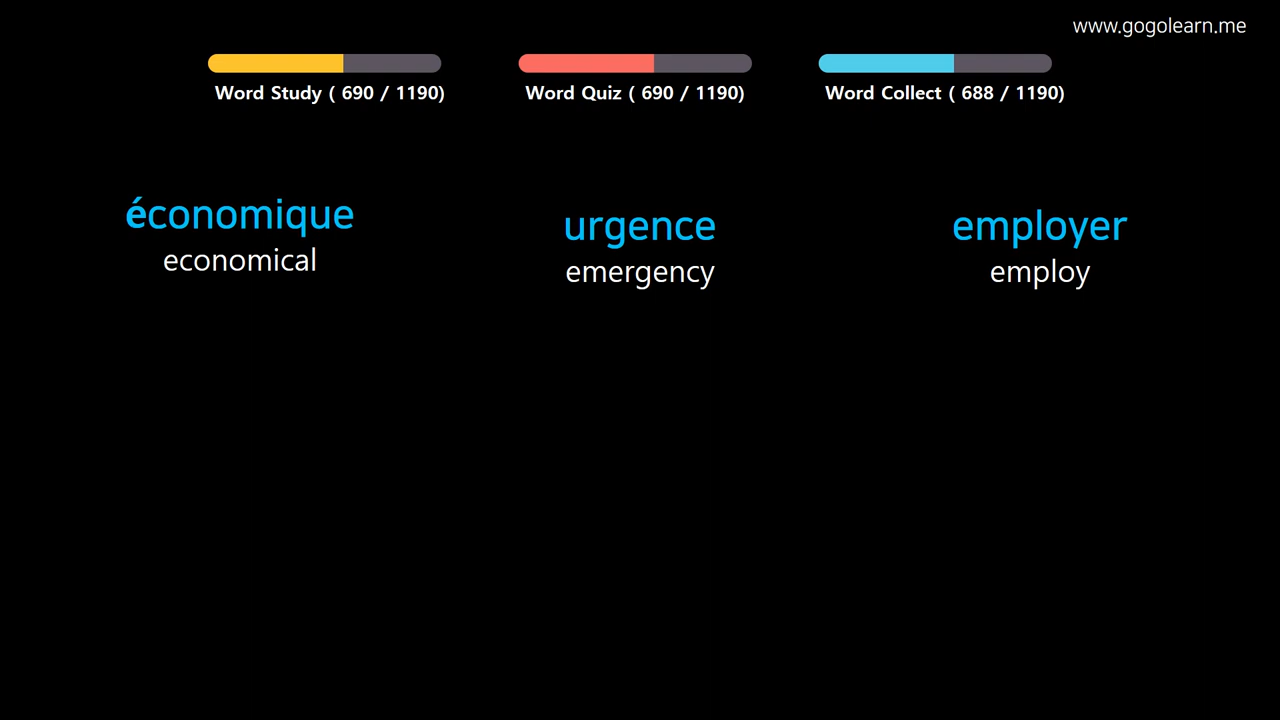 www.gogolearn.me
Word Study ( 690 / 1190)
Word Quiz ( 690 / 1190)
Word Collect ( 688 / 1190)
économique
economical
urgence
emergency
employer
employ